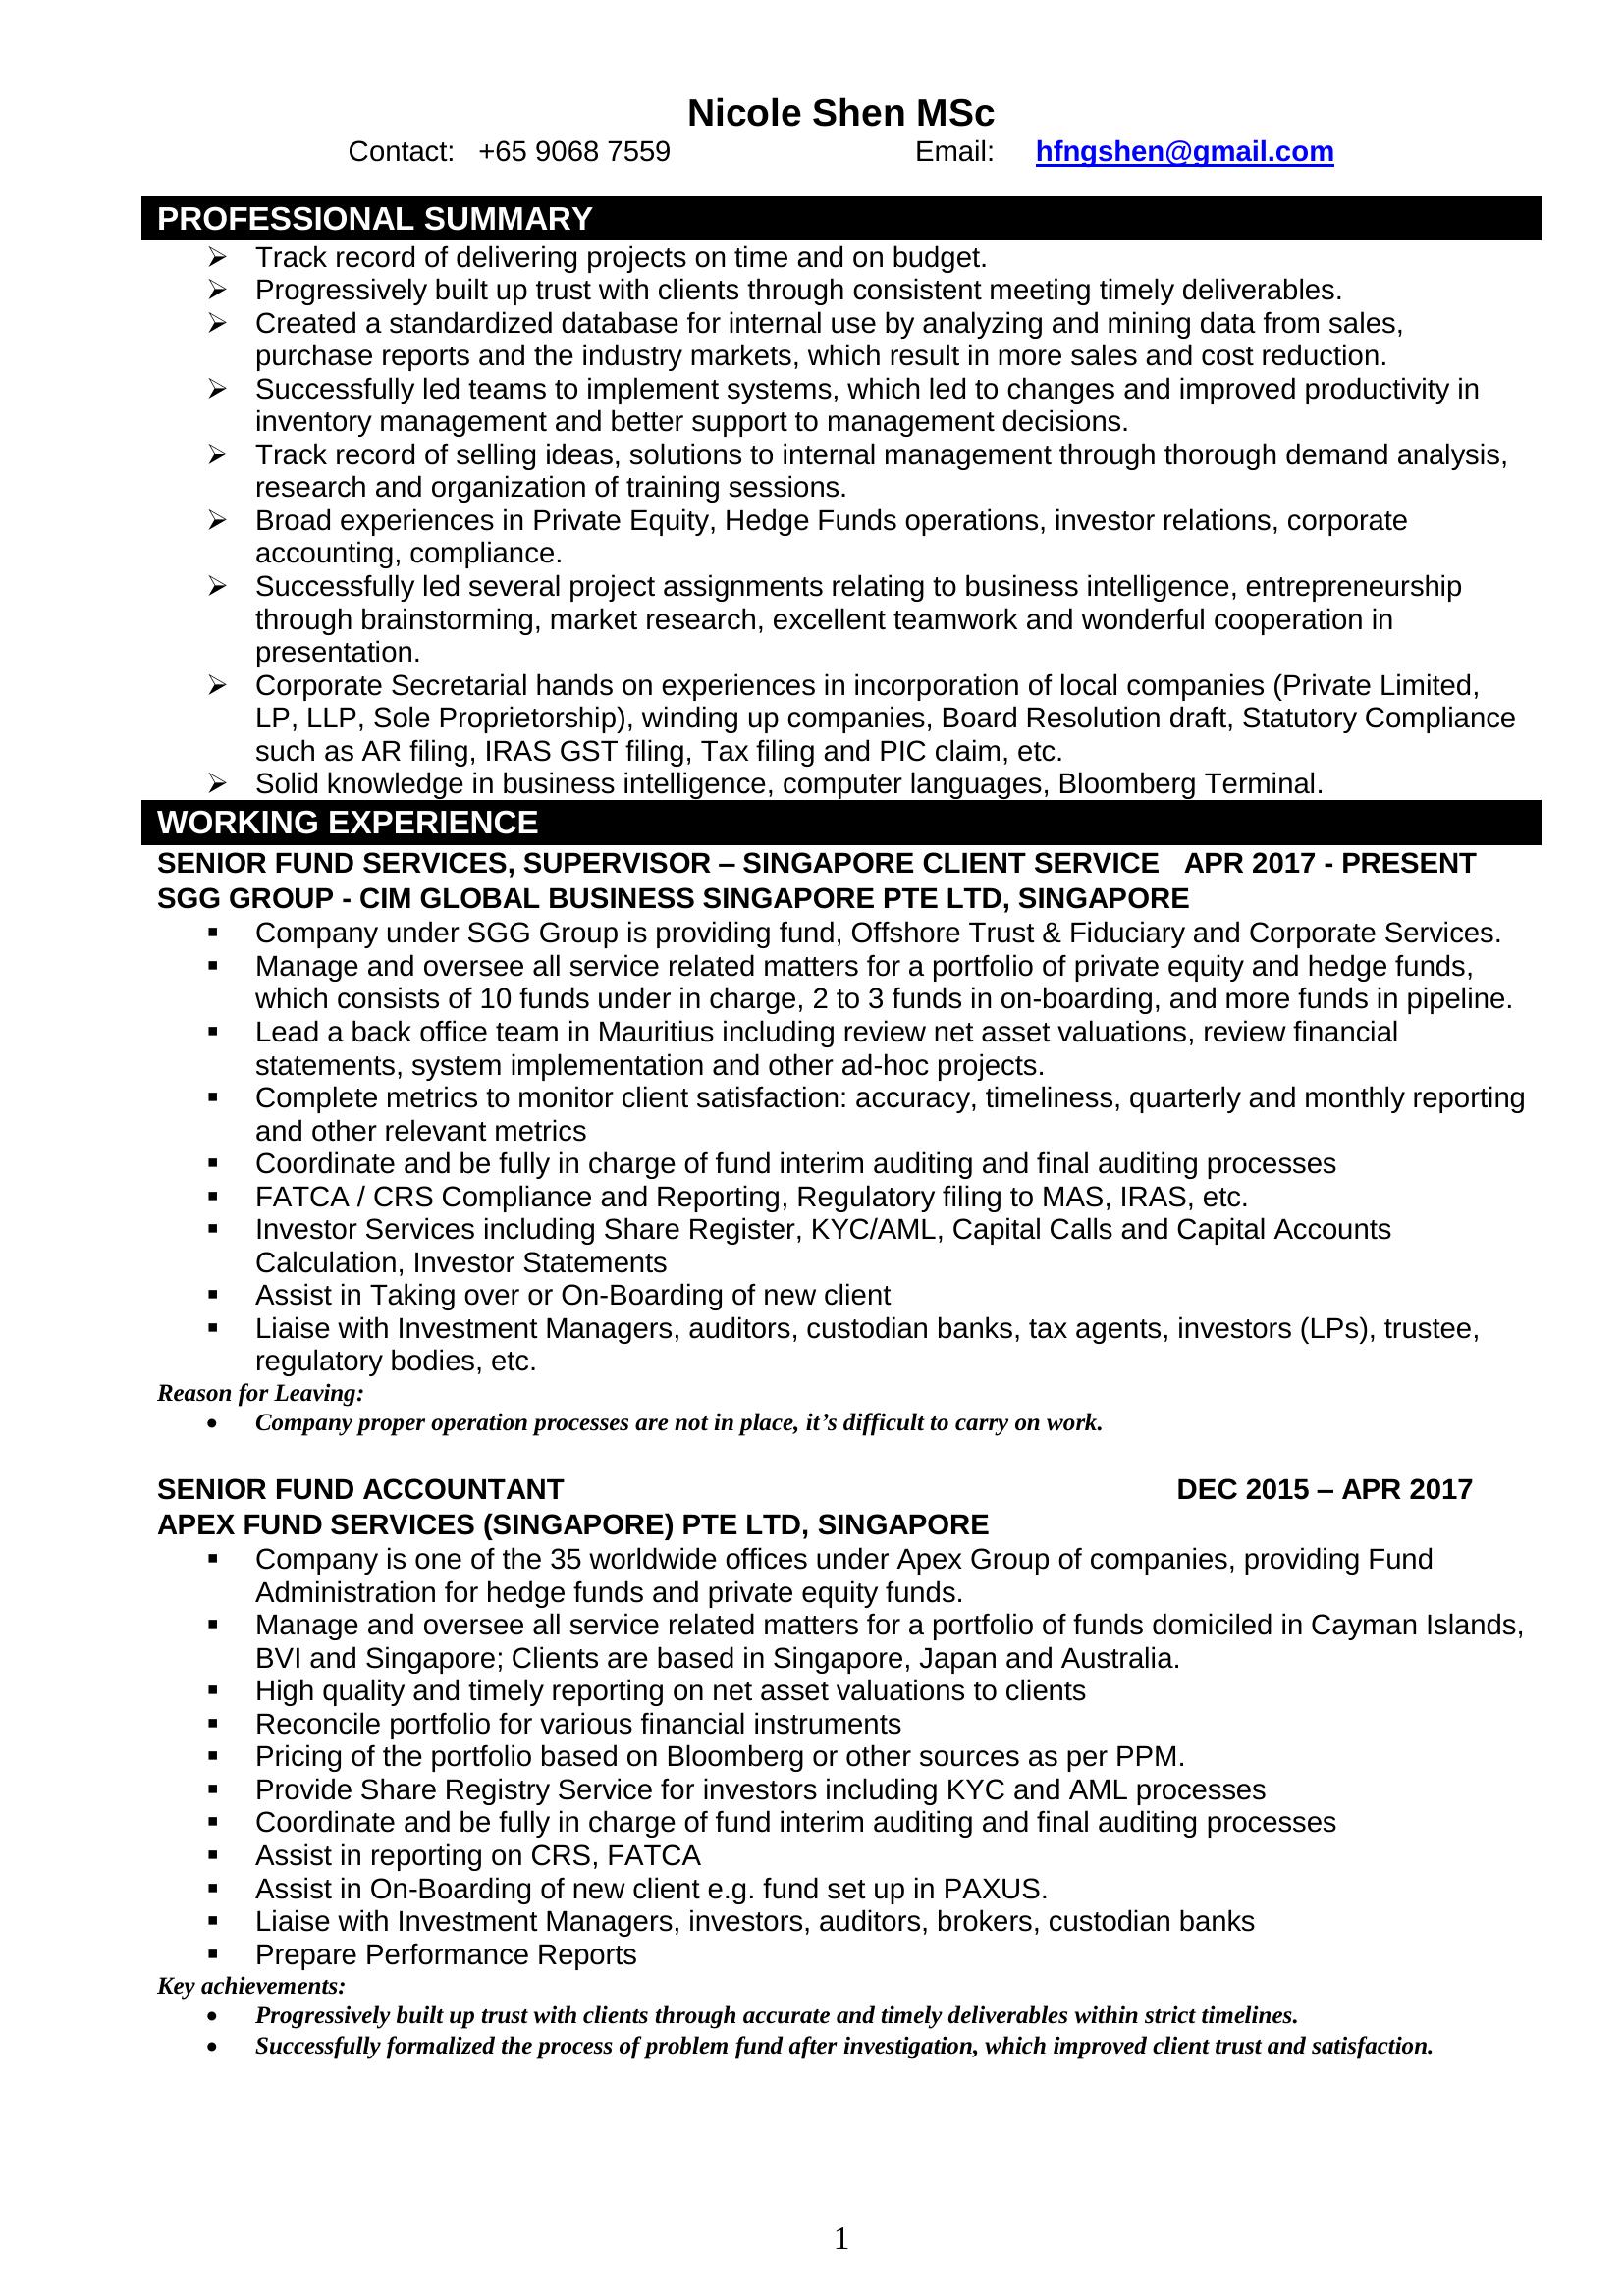 Nicole Shen MSc
Contact: +65 9068 7559 Email: hfngshen@gmail.com
PROFESSIONAL SUMMARY
➢ Track record of delivering projects on time and on budget.
➢ Progressively built up trust with clients through consistent meeting timely deliverables.
➢ Created a standardized database for internal use by analyzing and mining data from sales,
purchase reports and the industry markets, which result in more sales and cost reduction.
➢ Successfully led teams to implement systems, which led to changes and improved productivity in
inventory management and better support to management decisions.
➢ Track record of selling ideas, solutions to internal management through thorough demand analysis,
research and organization of training sessions.
➢ Broad experiences in Private Equity, Hedge Funds operations, investor relations, corporate
accounting, compliance.
➢ Successfully led several project assignments relating to business intelligence, entrepreneurship
through brainstorming, market research, excellent teamwork and wonderful cooperation in
presentation.
➢ Corporate Secretarial hands on experiences in incorporation of local companies (Private Limited,
LP, LLP, Sole Proprietorship), winding up companies, Board Resolution draft, Statutory Compliance
such as AR filing, IRAS GST filing, Tax filing and PIC claim, etc.
➢ Solid knowledge in business intelligence, computer languages, Bloomberg Terminal.
WORKING EXPERIENCE
SENIOR FUND SERVICES, SUPERVISOR – SINGAPORE CLIENT SERVICE APR 2017 - PRESENT
SGG GROUP - CIM GLOBAL BUSINESS SINGAPORE PTE LTD, SINGAPORE
▪ Company under SGG Group is providing fund, Offshore Trust & Fiduciary and Corporate Services.
▪ Manage and oversee all service related matters for a portfolio of private equity and hedge funds,
which consists of 10 funds under in charge, 2 to 3 funds in on-boarding, and more funds in pipeline.
▪ Lead a back office team in Mauritius including review net asset valuations, review financial
statements, system implementation and other ad-hoc projects.
▪ Complete metrics to monitor client satisfaction: accuracy, timeliness, quarterly and monthly reporting
and other relevant metrics
▪ Coordinate and be fully in charge of fund interim auditing and final auditing processes
▪ FATCA / CRS Compliance and Reporting, Regulatory filing to MAS, IRAS, etc.
▪ Investor Services including Share Register, KYC/AML, Capital Calls and Capital Accounts
Calculation, Investor Statements
▪ Assist in Taking over or On-Boarding of new client
▪ Liaise with Investment Managers, auditors, custodian banks, tax agents, investors (LPs), trustee,
regulatory bodies, etc.
Reason for Leaving:
• Company proper operation processes are not in place, it’s difficult to carry on work.
SENIOR FUND ACCOUNTANT DEC 2015 – APR 2017
APEX FUND SERVICES (SINGAPORE) PTE LTD, SINGAPORE
▪ Company is one of the 35 worldwide offices under Apex Group of companies, providing Fund
Administration for hedge funds and private equity funds.
▪ Manage and oversee all service related matters for a portfolio of funds domiciled in Cayman Islands,
BVI and Singapore; Clients are based in Singapore, Japan and Australia.
▪ High quality and timely reporting on net asset valuations to clients
▪ Reconcile portfolio for various financial instruments
▪ Pricing of the portfolio based on Bloomberg or other sources as per PPM.
▪ Provide Share Registry Service for investors including KYC and AML processes
▪ Coordinate and be fully in charge of fund interim auditing and final auditing processes
▪ Assist in reporting on CRS, FATCA
▪ Assist in On-Boarding of new client e.g. fund set up in PAXUS.
▪ Liaise with Investment Managers, investors, auditors, brokers, custodian banks
▪ Prepare Performance Reports
Key achievements:
• Progressively built up trust with clients through accurate and timely deliverables within strict timelines.
• Successfully formalized the process of problem fund after investigation, which improved client trust and satisfaction.
1